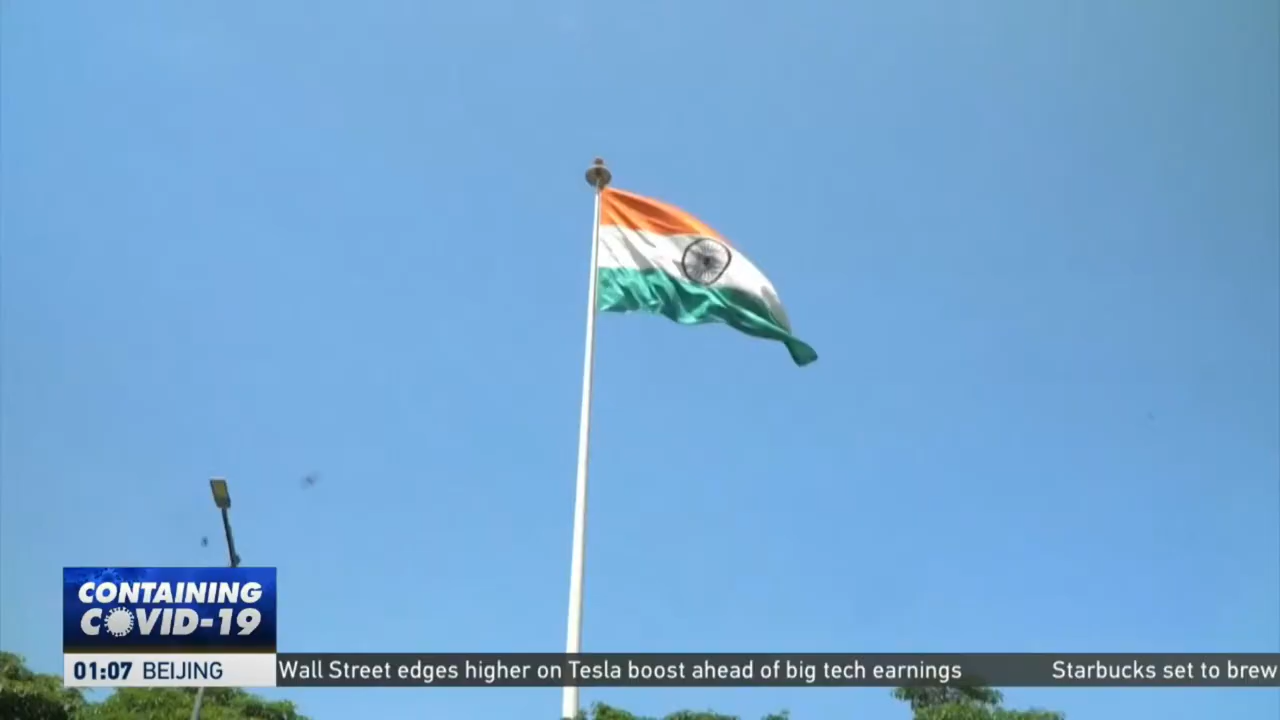 CONTAINING
COVID-19
01:07 BEIJING
Wall Street edges higher on Tesla boost ahead of big tech earnings
Starbucks set to brew